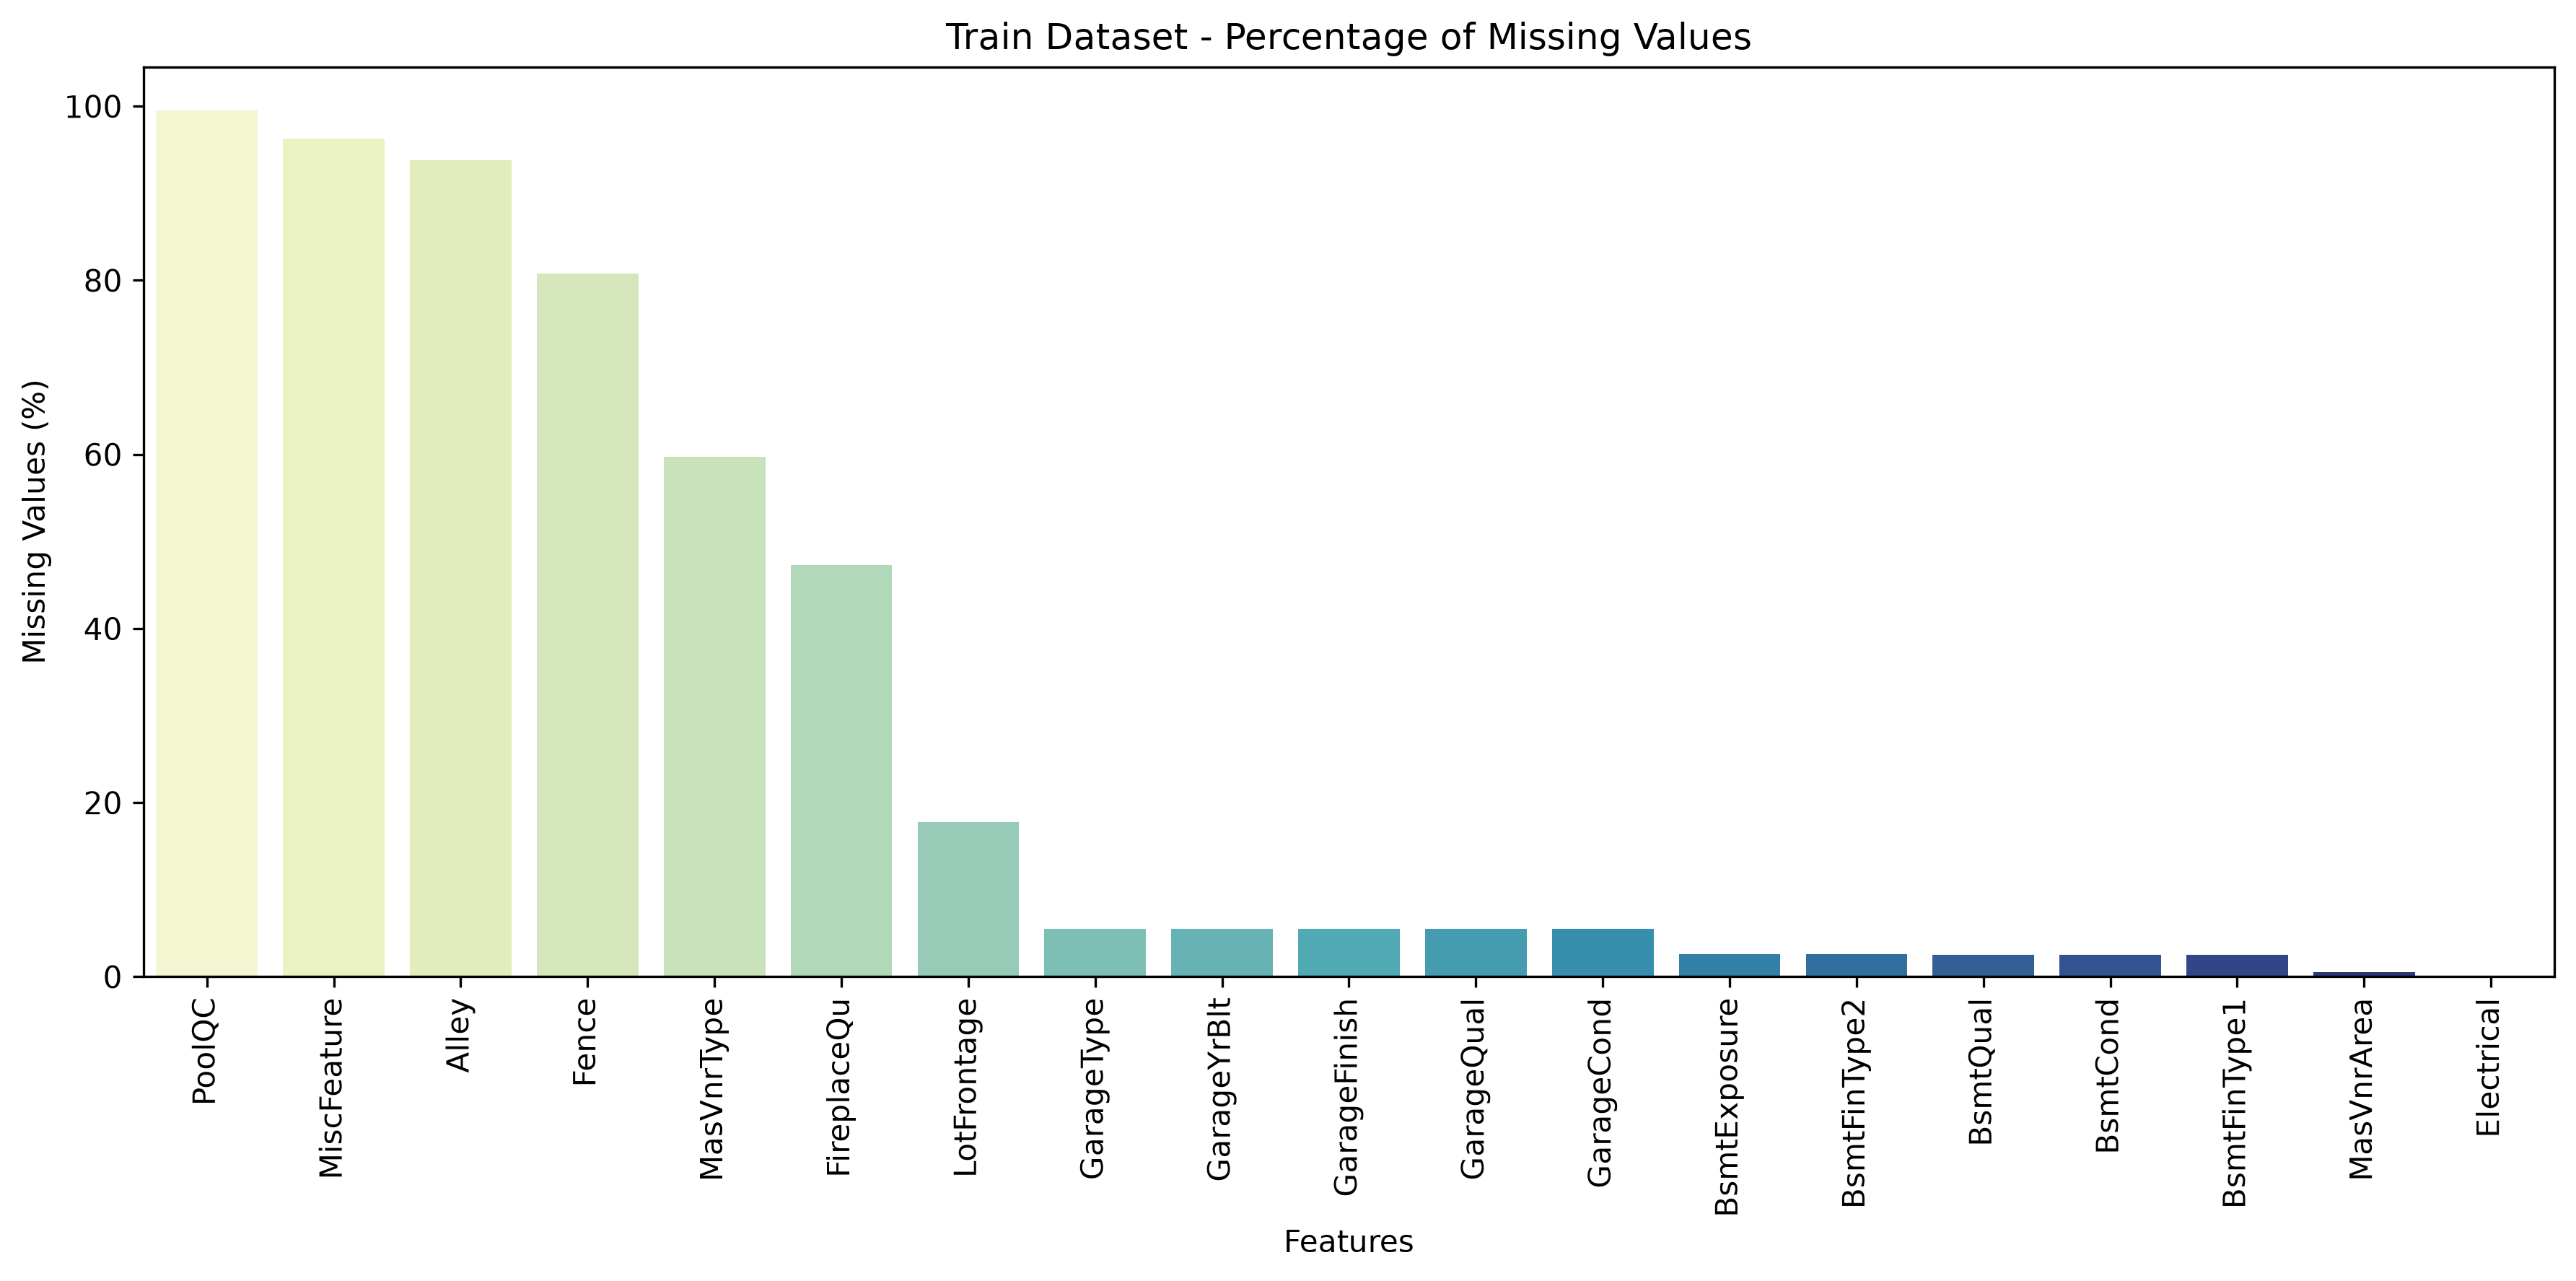 Train Dataset - Percentage of Missing Values
Missing Values (%)
100
80
60
40
20
0
PoolQC
MiscFeature
Alley
Fence
MasVnrType
FireplaceQu
LotFrontage
GarageType
GarageYrBlt
GarageFinish
GarageQual
GarageCond
BsmtExposure
BsmtFinType2
BsmtQual
BsmtCond
BsmtFinType1
MasVnrArea
Electrical
Features